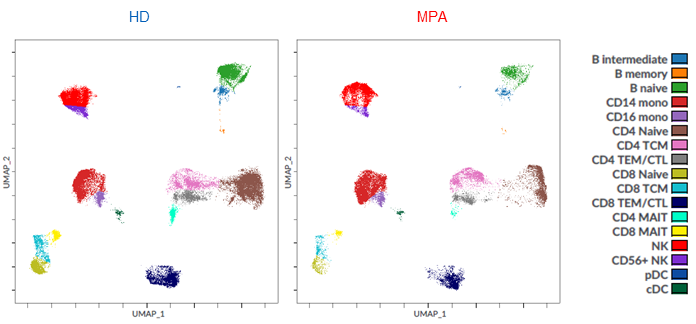 HD
MPA
UMAP_2
UMAP_1
UMAP_2
UMAP_1
B intermediate
B memory
B naive
CD14 mono
CD16 mono
CD4 Naive
CD4 TCM
CD4 TEM/CTL
CD8 Naive
CD8 TCM
CD8 TEM/CTL
CD4 MAIT
CD8 MAIT
NK
CD56+ NK
pDC
cDC